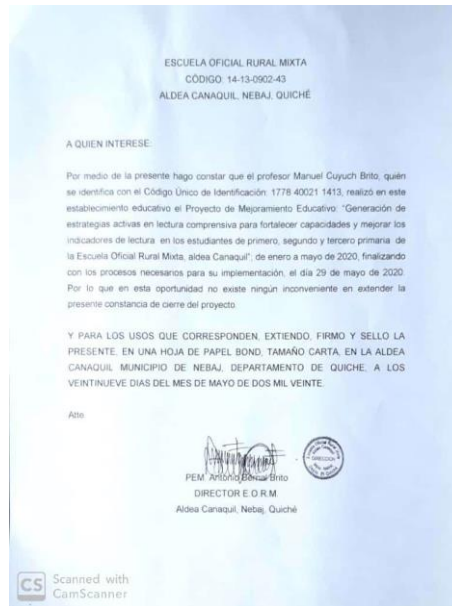 ESCUELA OFICIAL RURAL MIXTA
CÓDIGO: 14-13-0902-43
ALDEA CANAQUIL, NEBAJ, QUICHÉ
A QUIEN INTERESE:
Por medio de la presente hago constar que el profesor Manuel Cuyuch Brito, quién
se identifica con el Código Único de Identificación: 1778 40021 1413, realizó en este
establecimiento educativo el Proyecto de Mejoramiento Educativo: "Generación de
estrategias activas en lectura comprensiva para fortalecer capacidades y mejorar los
indicadores de lectura en los estudiantes de primero, segundo y tercero primaria de
la Escuela Oficial Rural Mixta, aldea Canaquil"; de enero a mayo de 2020, finalizando
con los procesos necesarios para su implementación, el día 29 de mayo de 2020.
Por lo que en esta oportunidad no existe ningún inconveniente en extender la
presente constancia de cierre del proyecto.
Y PARA LOS USOS QUE CORRESPONDEN, EXTIENDO, FIRMO Y SELLO LA
PRESENTE, EN UNA HOJA DE PAPEL BOND, TAMAÑO CARTA, EN LA ALDEA
CANAQUIL MUNICIPIO DE NEBAJ, DEPARTAMENTO DE QUICHE, A LOS
VEINTINUEVE DIAS DEL MES DE MAYO DE DOS MIL VEINTE.
Atte
DIRECCION
PEM. Antonio Bernal Brito
DIRECTOR E.O.R.M.
Aldea Canaquil, Nebaj, Quiché
CS Scanned with
CamScanner